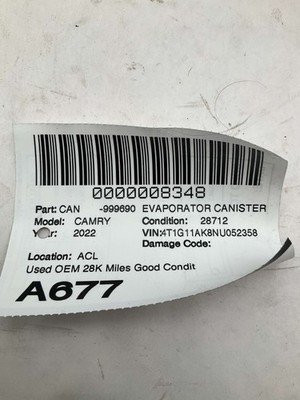 0000008348
Part: CAN -999690 EVAPORATOR CANISTER
Model: CAMRY Condition: 28712
Year: 2022 VIN:4T1G11AK8NU052358
Damage Code:
Location: ACL
Used OEM 28K Miles Good Condit
A677